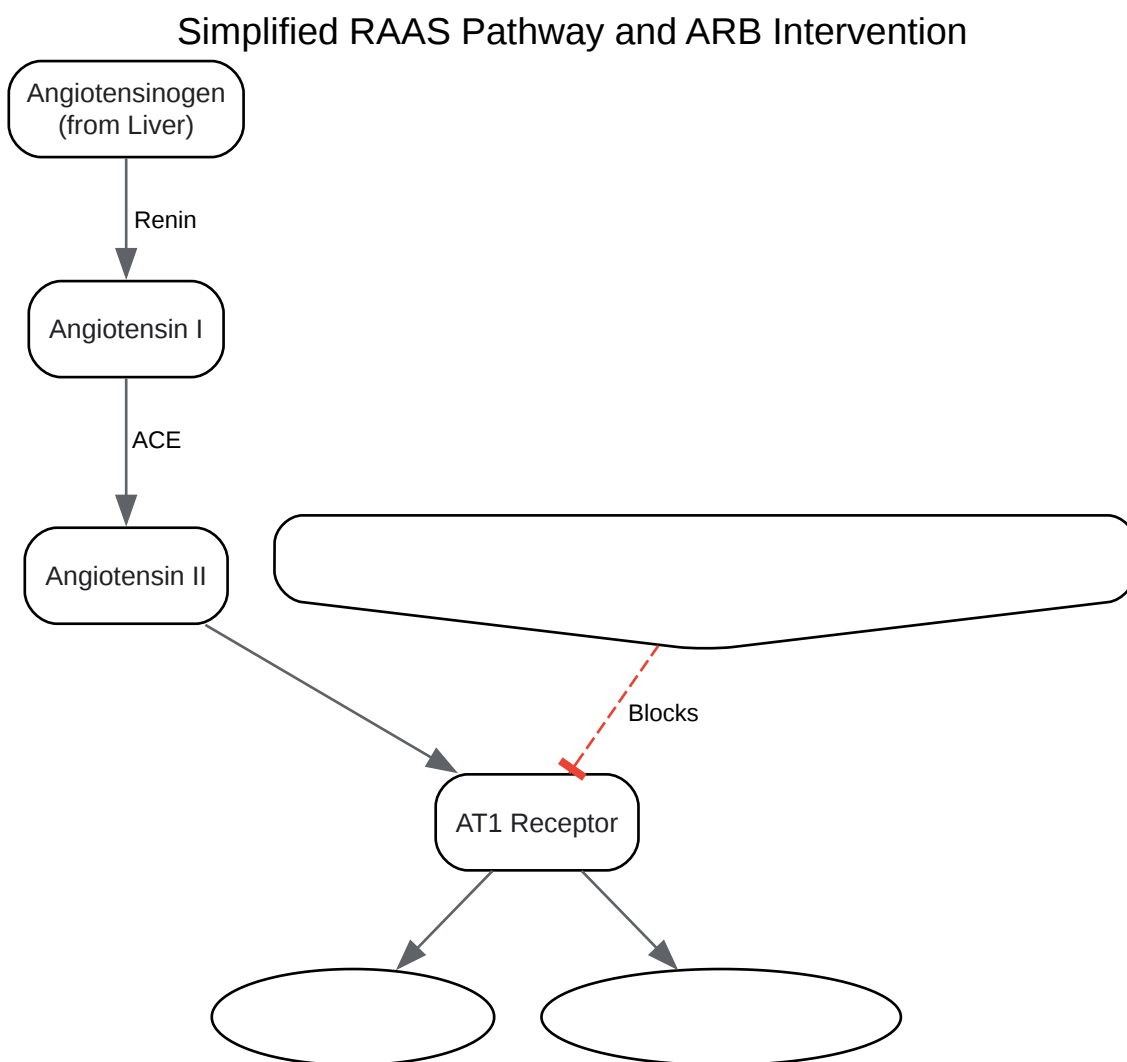 Simplified RAAS Pathway and ARB Intervention
Angiotensinogen
(from Liver)
Renin
Angiotensin I
ACE
Angiotensin II
Blocks
AT1 Receptor